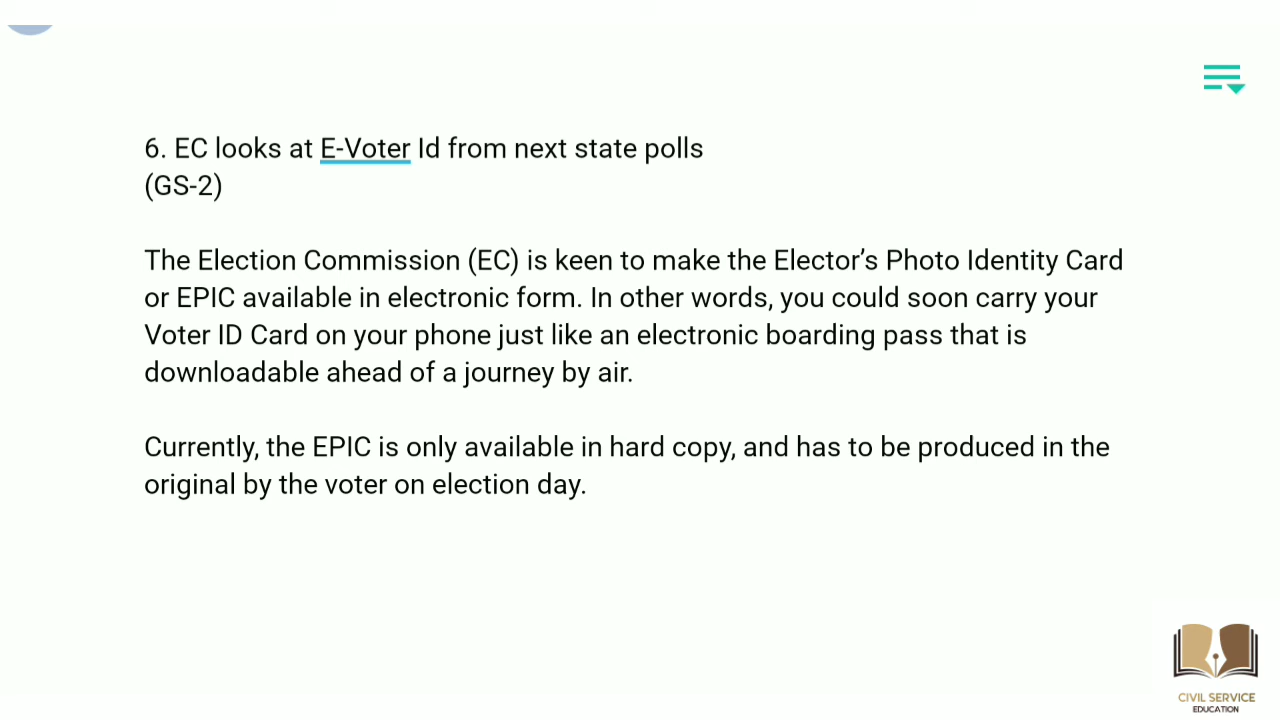 6. EC looks at E-Voter Id from next state polls
(GS-2)
The Election Commission (EC) is keen to make the Elector’s Photo Identity Card
or EPIC available in electronic form. In other words, you could soon carry your
Voter ID Card on your phone just like an electronic boarding pass that is
downloadable ahead of a journey by air.
Currently, the EPIC is only available in hard copy, and has to be produced in the
original by the voter on election day.
CIVIL SERVICE
EDUCATION